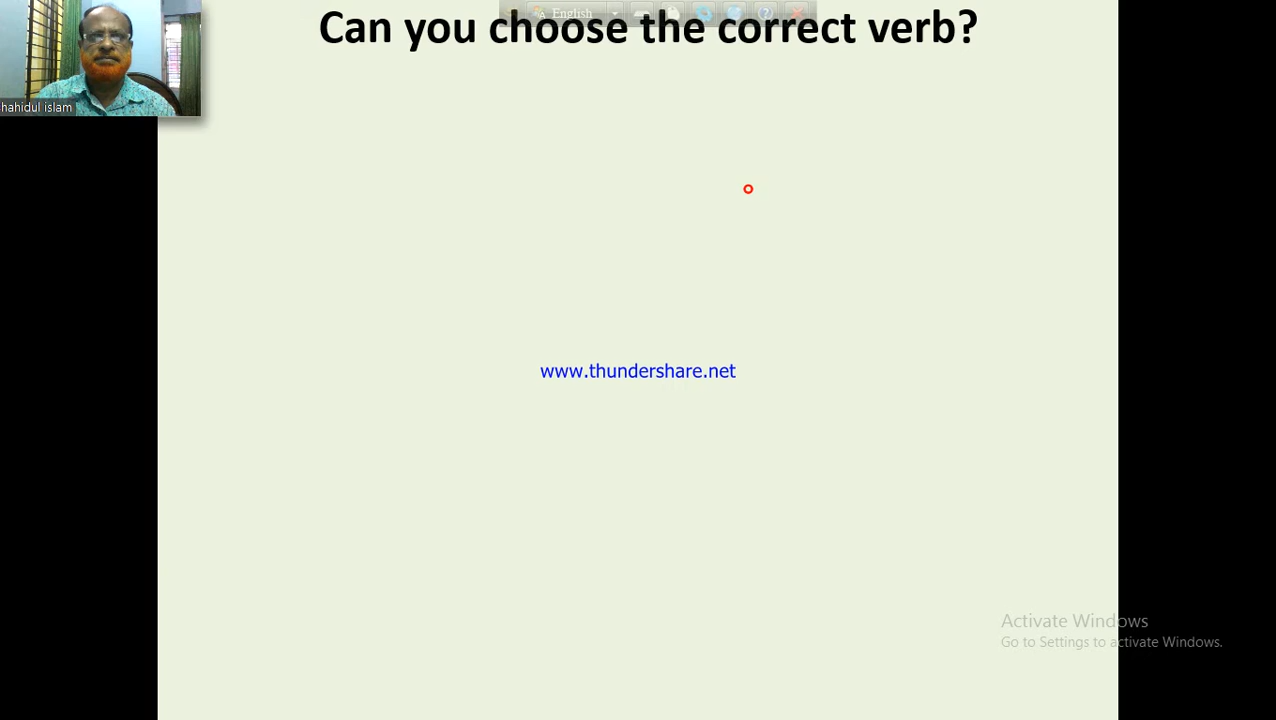 English
Can you choose the correct verb?
hahidul islam
www.thundershare.net
Activate Windows
Go to Settings to activate Windows.